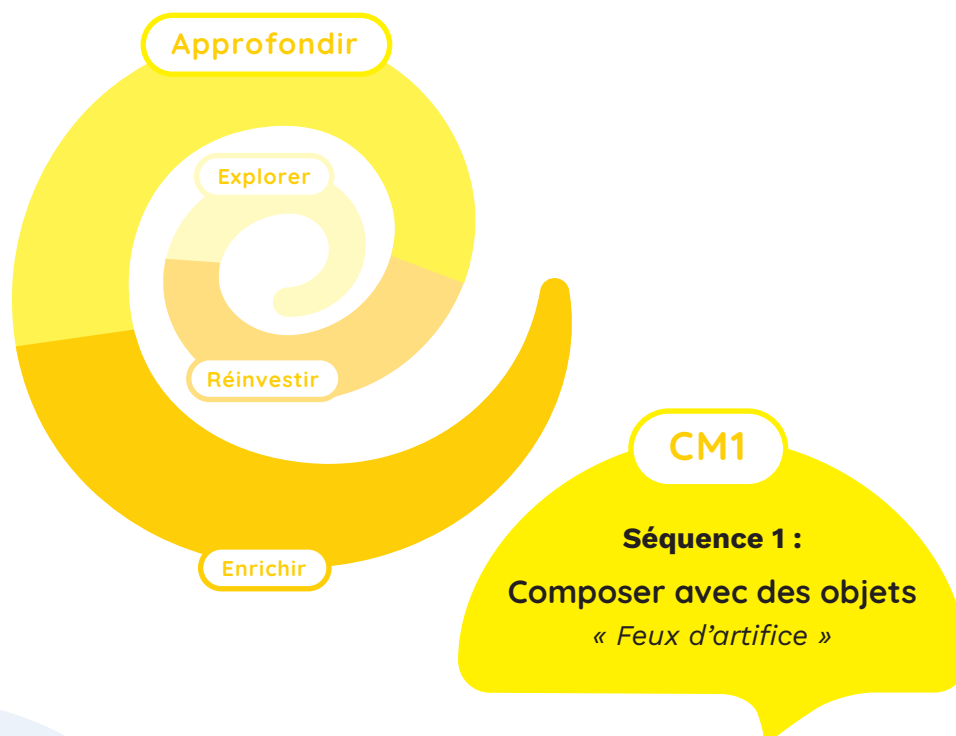 Approfondir
Explorer
Réinvestir
Enrichir
CM1
Séquence 1 :
Composer avec des objets
« Feux d’artifice »